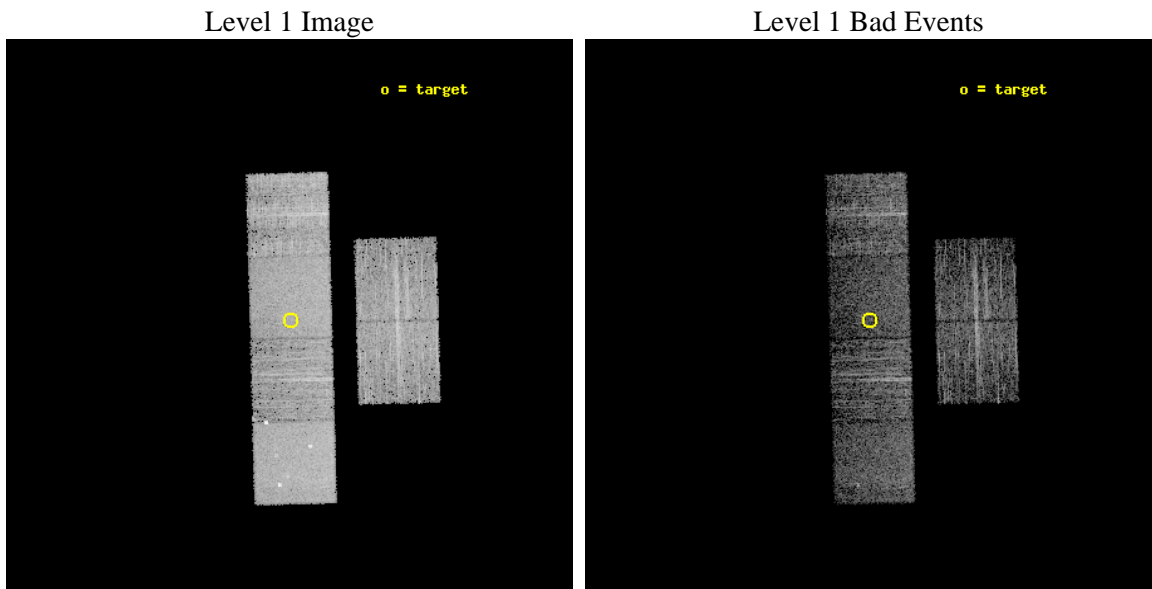 Level 1 Image
Level 1 Bad Events
o = target
o = target